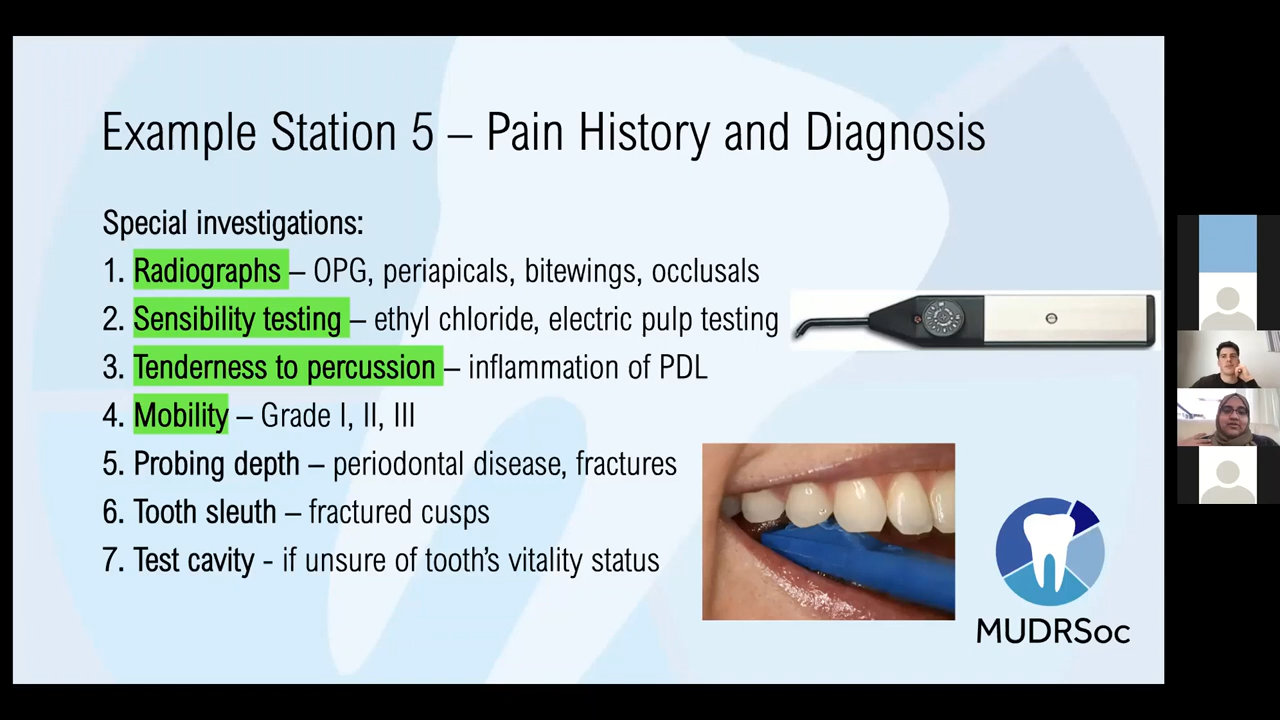 Example Station 5 – Pain History and Diagnosis
Special investigations:
1. Radiographs – OPG, periapicals, bitewings, occlusals
2. Sensibility testing – ethyl chloride, electric pulp testing
3. Tenderness to percussion – inflammation of PDL
4. Mobility – Grade I, II, III
5. Probing depth – periodontal disease, fractures
6. Tooth sleuth – fractured cusps
7. Test cavity - if unsure of tooth's vitality status
MUDRSoc